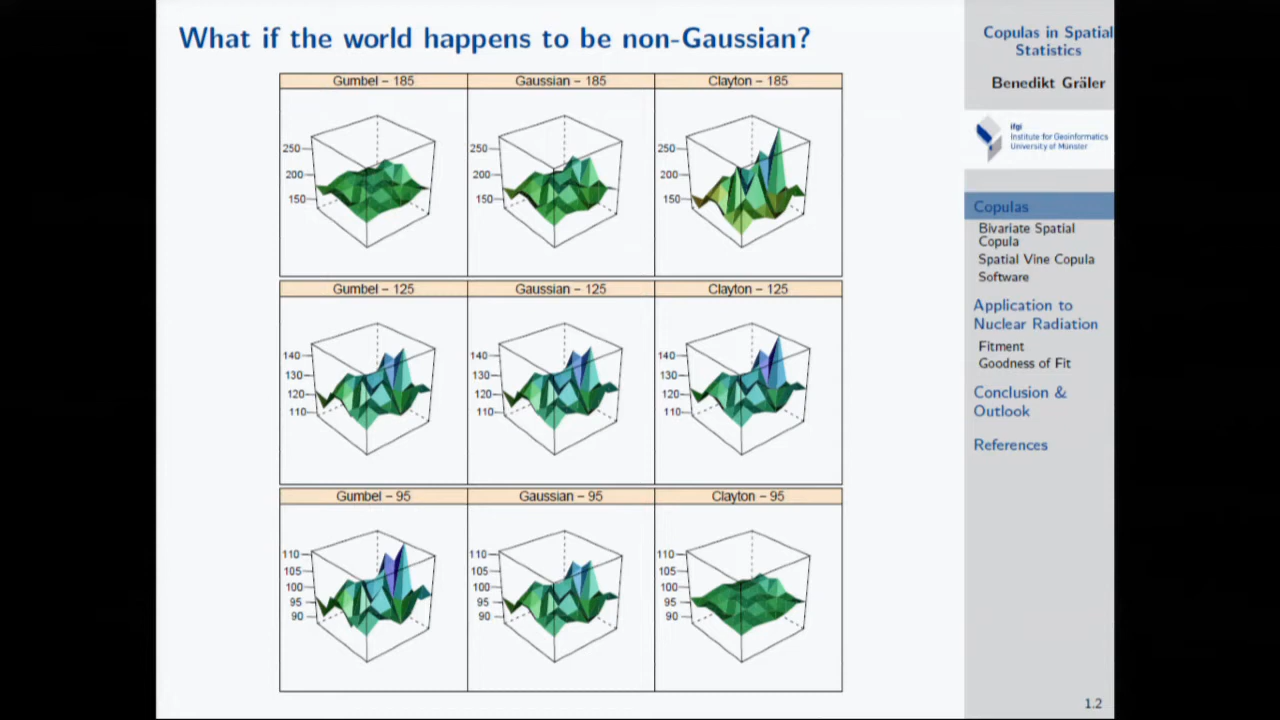 What if the world happens to be non-Gaussian?
Gumbel – 185
Gaussian – 185
Clayton – 185
250
200
150
250
200
150
250
200
150
Gumbel – 125
Gaussian – 125
Clayton – 125
140
130
120
110
140
130
120
110
140
130
120
110
Gumbel – 95
Gaussian – 95
Clayton – 95
110
105
100
95
90
110
105
100
95
90
110
105
100
95
90
Copulas in Spatial
Statistics
Benedikt Gräler
ifgi
Institute for Geoinformatics
University of Münster
Copulas
Bivariate Spatial
Copula
Spatial Vine Copula
Software
Application to
Nuclear Radiation
Fitment
Goodness of Fit
Conclusion &
Outlook
References
1.2